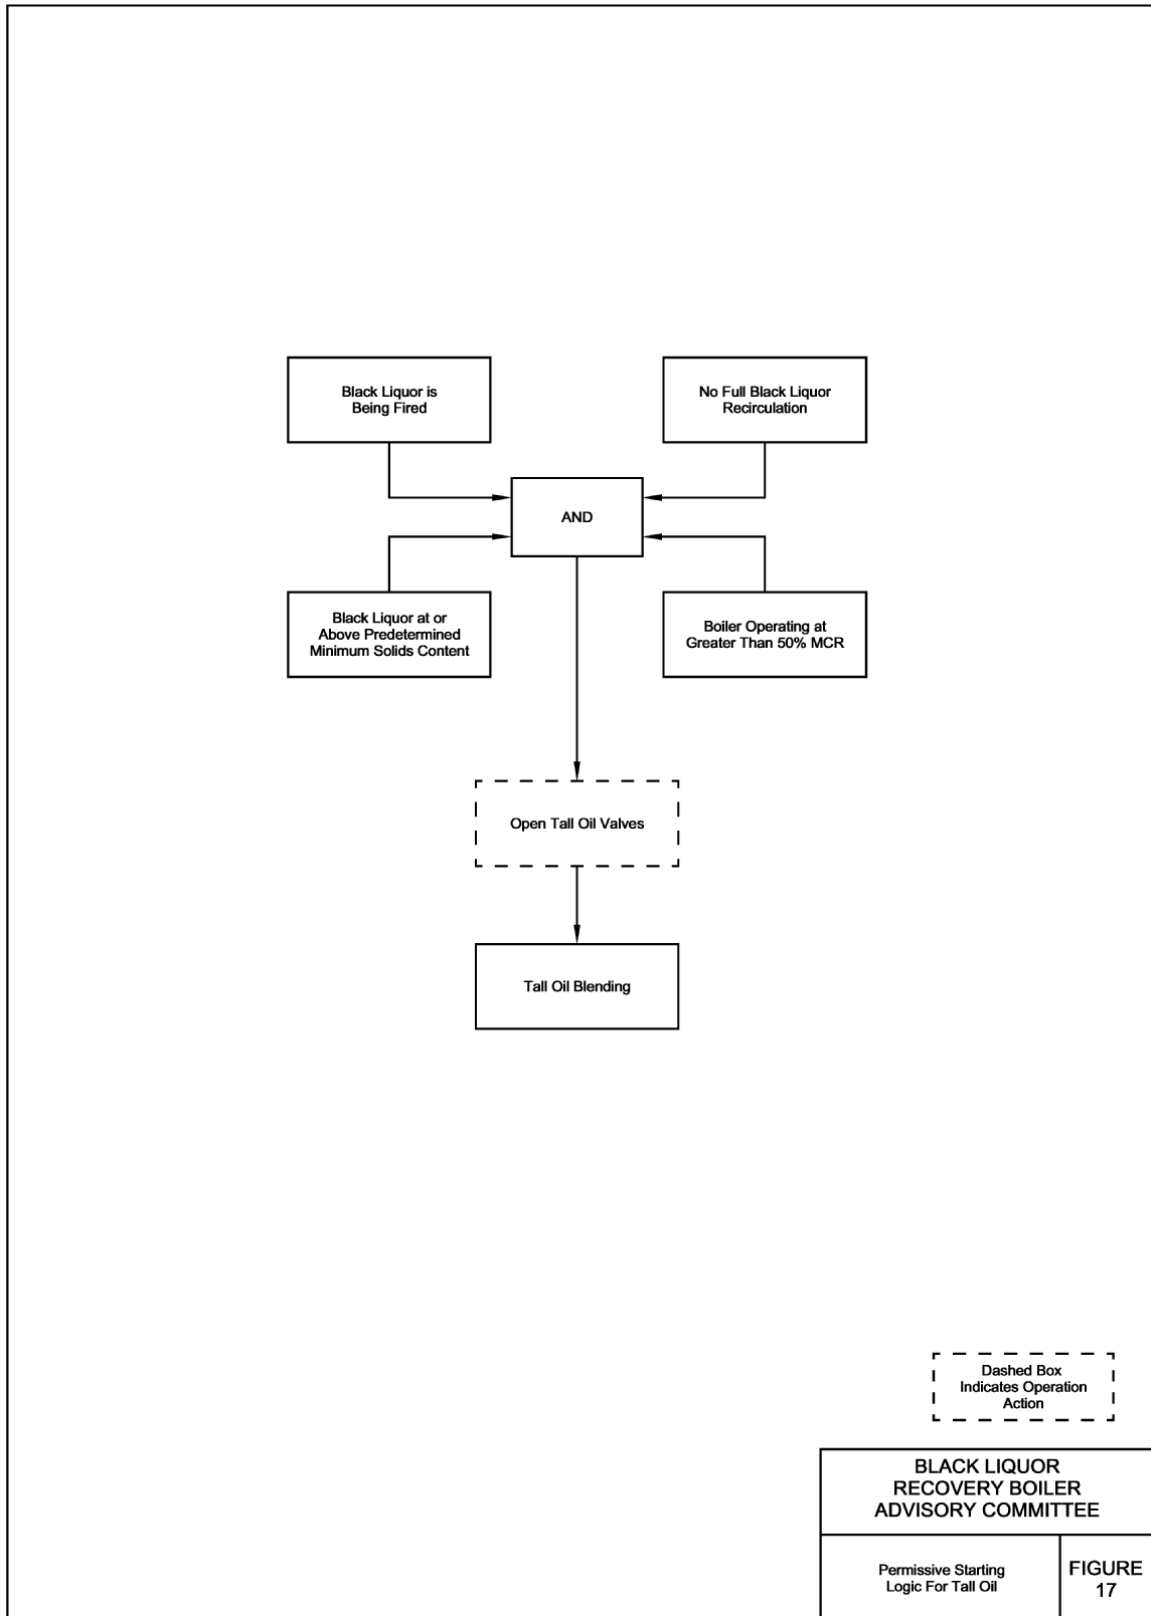 Black Liquor is
Being Fired
No Full Black Liquor
Recirculation
AND
Black Liquor at or
Above Predetermined
Minimum Solids Content
Boiler Operating at
Greater Than 50% MCR
Open Tall Oil Valves
Tall Oil Blending
Dashed Box
Indicates Operation
Action
BLACK LIQUOR
RECOVERY BOILER
ADVISORY COMMITTEE
Permissive Starting
Logic For Tall Oil
FIGURE
17